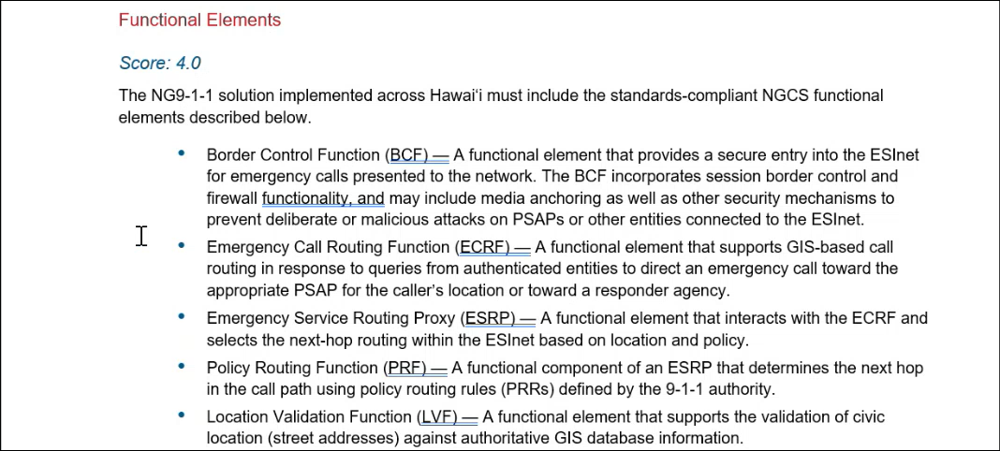 Functional Elements
Score: 4.0
The NG9-1-1 solution implemented across Hawaiʻi must include the standards-compliant NGCS functional
elements described below.
• Border Control Function (BCF) — A functional element that provides a secure entry into the ESInet
for emergency calls presented to the network. The BCF incorporates session border control and
firewall functionality, and may include media anchoring as well as other security mechanisms to
prevent deliberate or malicious attacks on PSAPs or other entities connected to the ESInet.
• Emergency Call Routing Function (ECRF) — A functional element that supports GIS-based call
routing in response to queries from authenticated entities to direct an emergency call toward the
appropriate PSAP for the caller’s location or toward a responder agency.
• Emergency Service Routing Proxy (ESRP) — A functional element that interacts with the ECRF and
selects the next-hop routing within the ESInet based on location and policy.
• Policy Routing Function (PRF) — A functional component of an ESRP that determines the next hop
in the call path using policy routing rules (PRRs) defined by the 9-1-1 authority.
• Location Validation Function (LVF) — A functional element that supports the validation of civic
location (street addresses) against authoritative GIS database information.